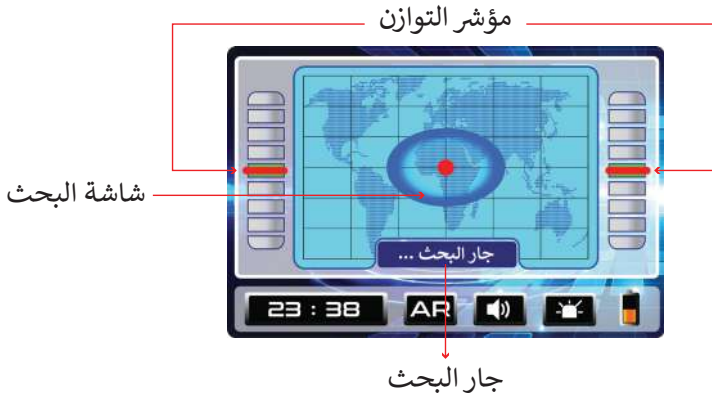 مؤشر التوازن
شاشة البحث
جار البحث ...
23 : 38
AR
جار البحث